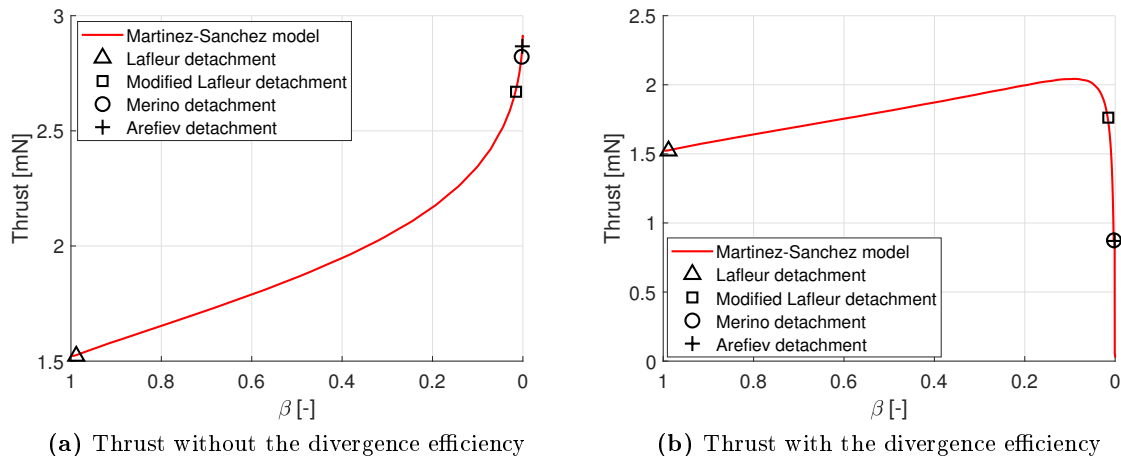 3
2.5
2
1.5
Thrust [mN]
Martinez-Sanchez model
Lafleur detachment
Modified Lafleur detachment
Merino detachment
Arefiev detachment
1 0.8 0.6 0.4 0.2 0
β [-]
(a) Thrust without the divergence efficiency
2.5
2
1.5
1
0.5
0
Thrust [mN]
Martinez-Sanchez model
Lafleur detachment
Modified Lafleur detachment
Merino detachment
Arefiev detachment
1 0.8 0.6 0.4 0.2 0
β [-]
(b) Thrust with the divergence efficiency